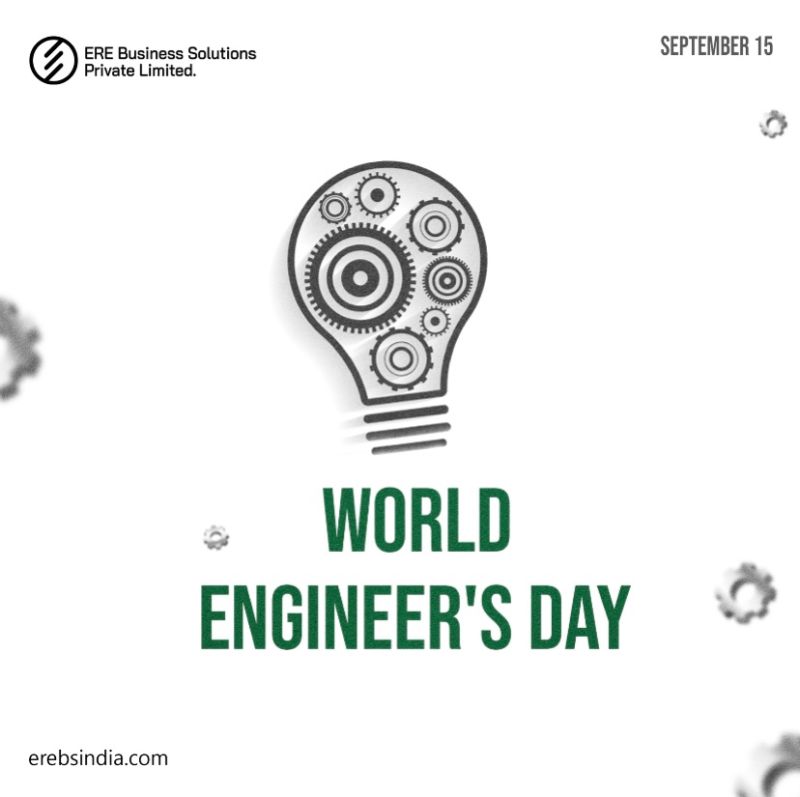 ERE Business Solutions
Private Limited.
SEPTEMBER 15
WORLD
ENGINEER'S DAY
erebsindia.com